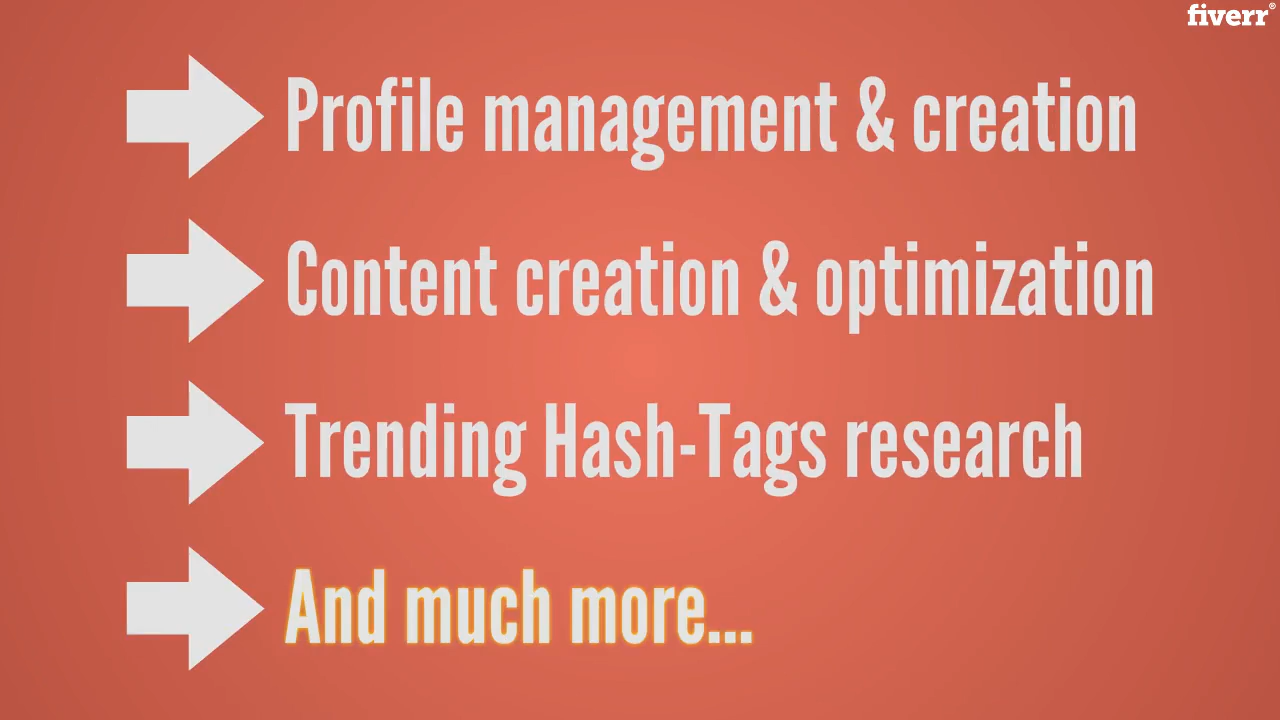 fiverr®
Profile management & creation
Content creation & optimization
Trending Hash-Tags research
And much more...